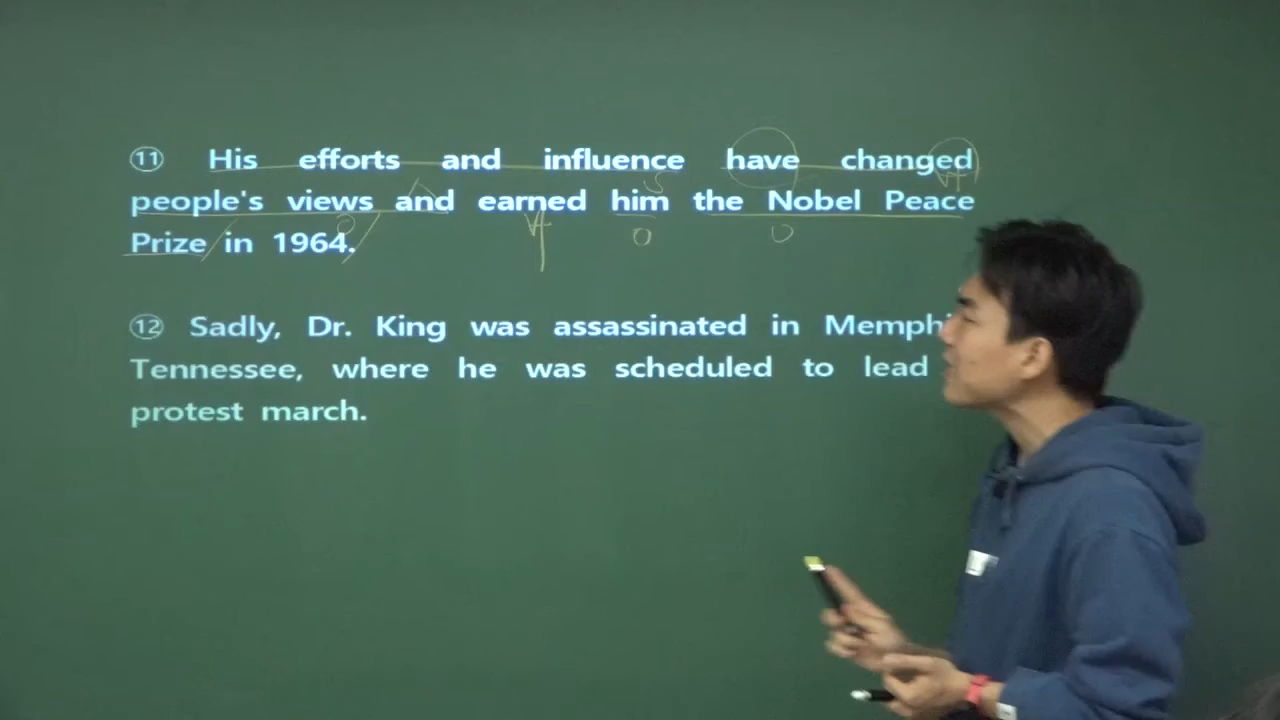 ⑪ His efforts and influence have changed
people's views and earned him the Nobel Peace
Prize in 1964.
⑫ Sadly, Dr. King was assassinated in
Tennessee, where he was scheduled to lead
protest march.